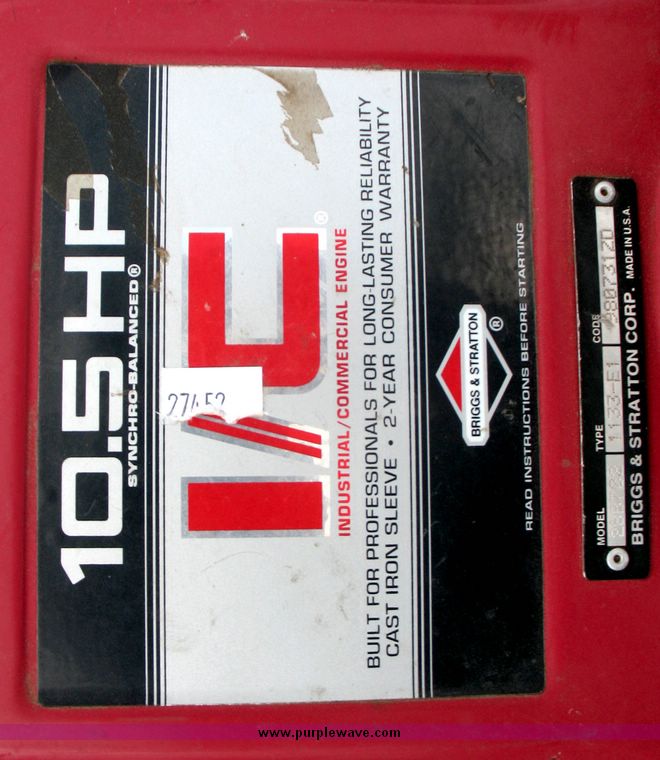 10.5 HP
SYNCHRO-BALANCED®
I/C®
INDUSTRIAL/COMMERCIAL ENGINE
BUILT FOR PROFESSIONALS FOR LONG-LASTING RELIABILITY
CAST IRON SLEEVE • 2-YEAR CONSUMER WARRANTY
BRIGGS & STRATTON®
READ INSTRUCTIONS BEFORE STARTING
MODEL TYPE CODE
1133-E1
BRIGGS & STRATTON CORP. MADE IN U.S.A.
www.purplewave.com